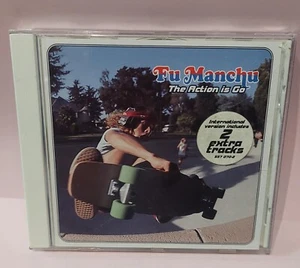 Fu Manchu
The Action is Go
International
version includes
2
extra
tracks